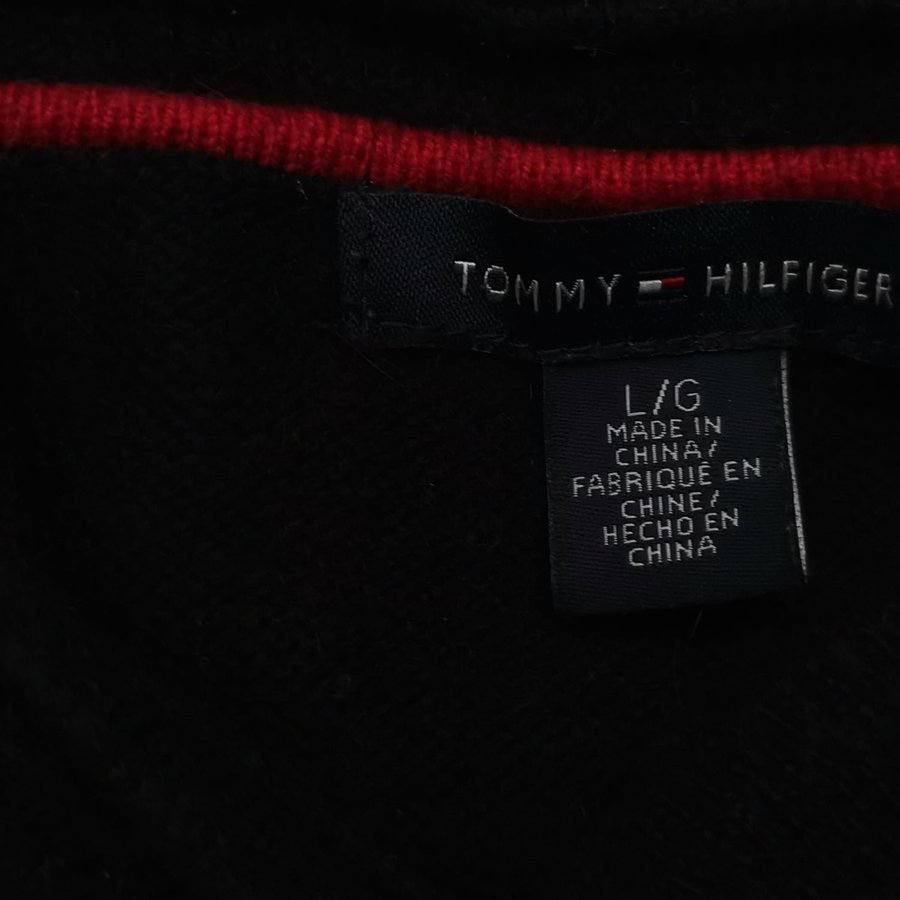 TOMMY HILFIGER
L/G
MADE IN
CHINA/
FABRIQUÉ EN
CHINE/
HECHO EN
CHINA